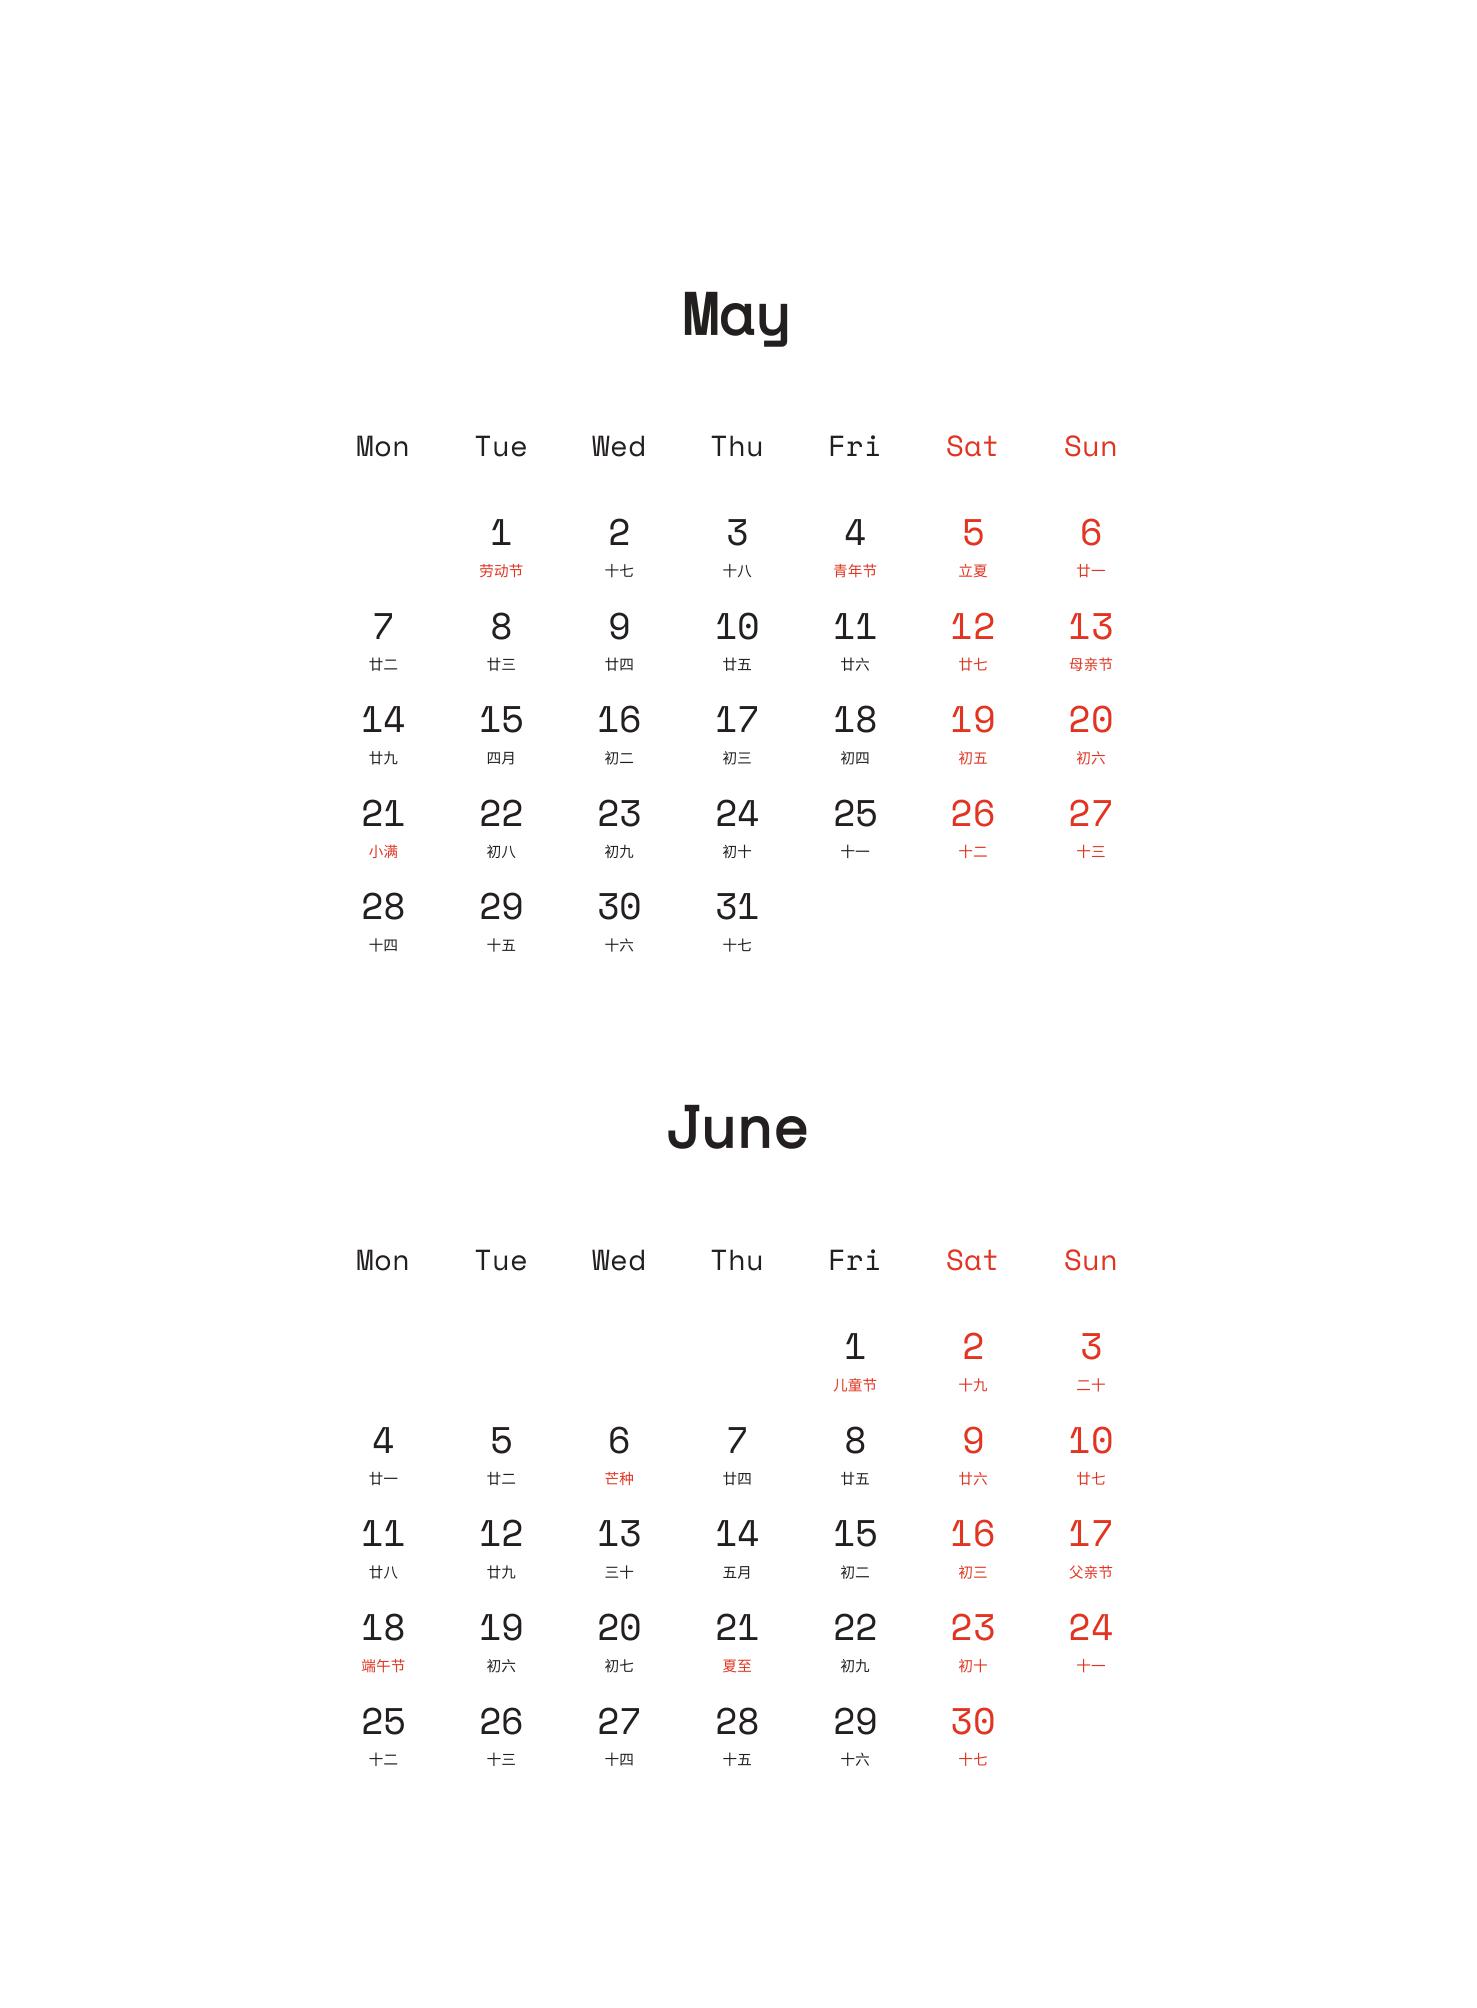 May
Mon Tue Wed Thu Fri Sat Sun
1 2 3 4 5 6
劳动节 十七 十八 青年节 立夏 廿一
7 8 9 10 11 12 13
廿二 廿三 廿四 廿五 廿六 廿七 母亲节
14 15 16 17 18 19 20
廿九 四月 初二 初三 初四 初五 初六
21 22 23 24 25 26 27
小满 初八 初九 初十 十一 十二 十三
28 29 30 31
十四 十五 十六 十七
June
Mon Tue Wed Thu Fri Sat Sun
1 2 3
儿童节 十九 二十
4 5 6 7 8 9 10
廿一 廿二 芒种 廿四 廿五 廿六 廿七
11 12 13 14 15 16 17
廿八 廿九 三十 五月 初二 初三 父亲节
18 19 20 21 22 23 24
端午节 初六 初七 夏至 初九 初十 十一
25 26 27 28 29 30
十二 十三 十四 十五 十六 十七